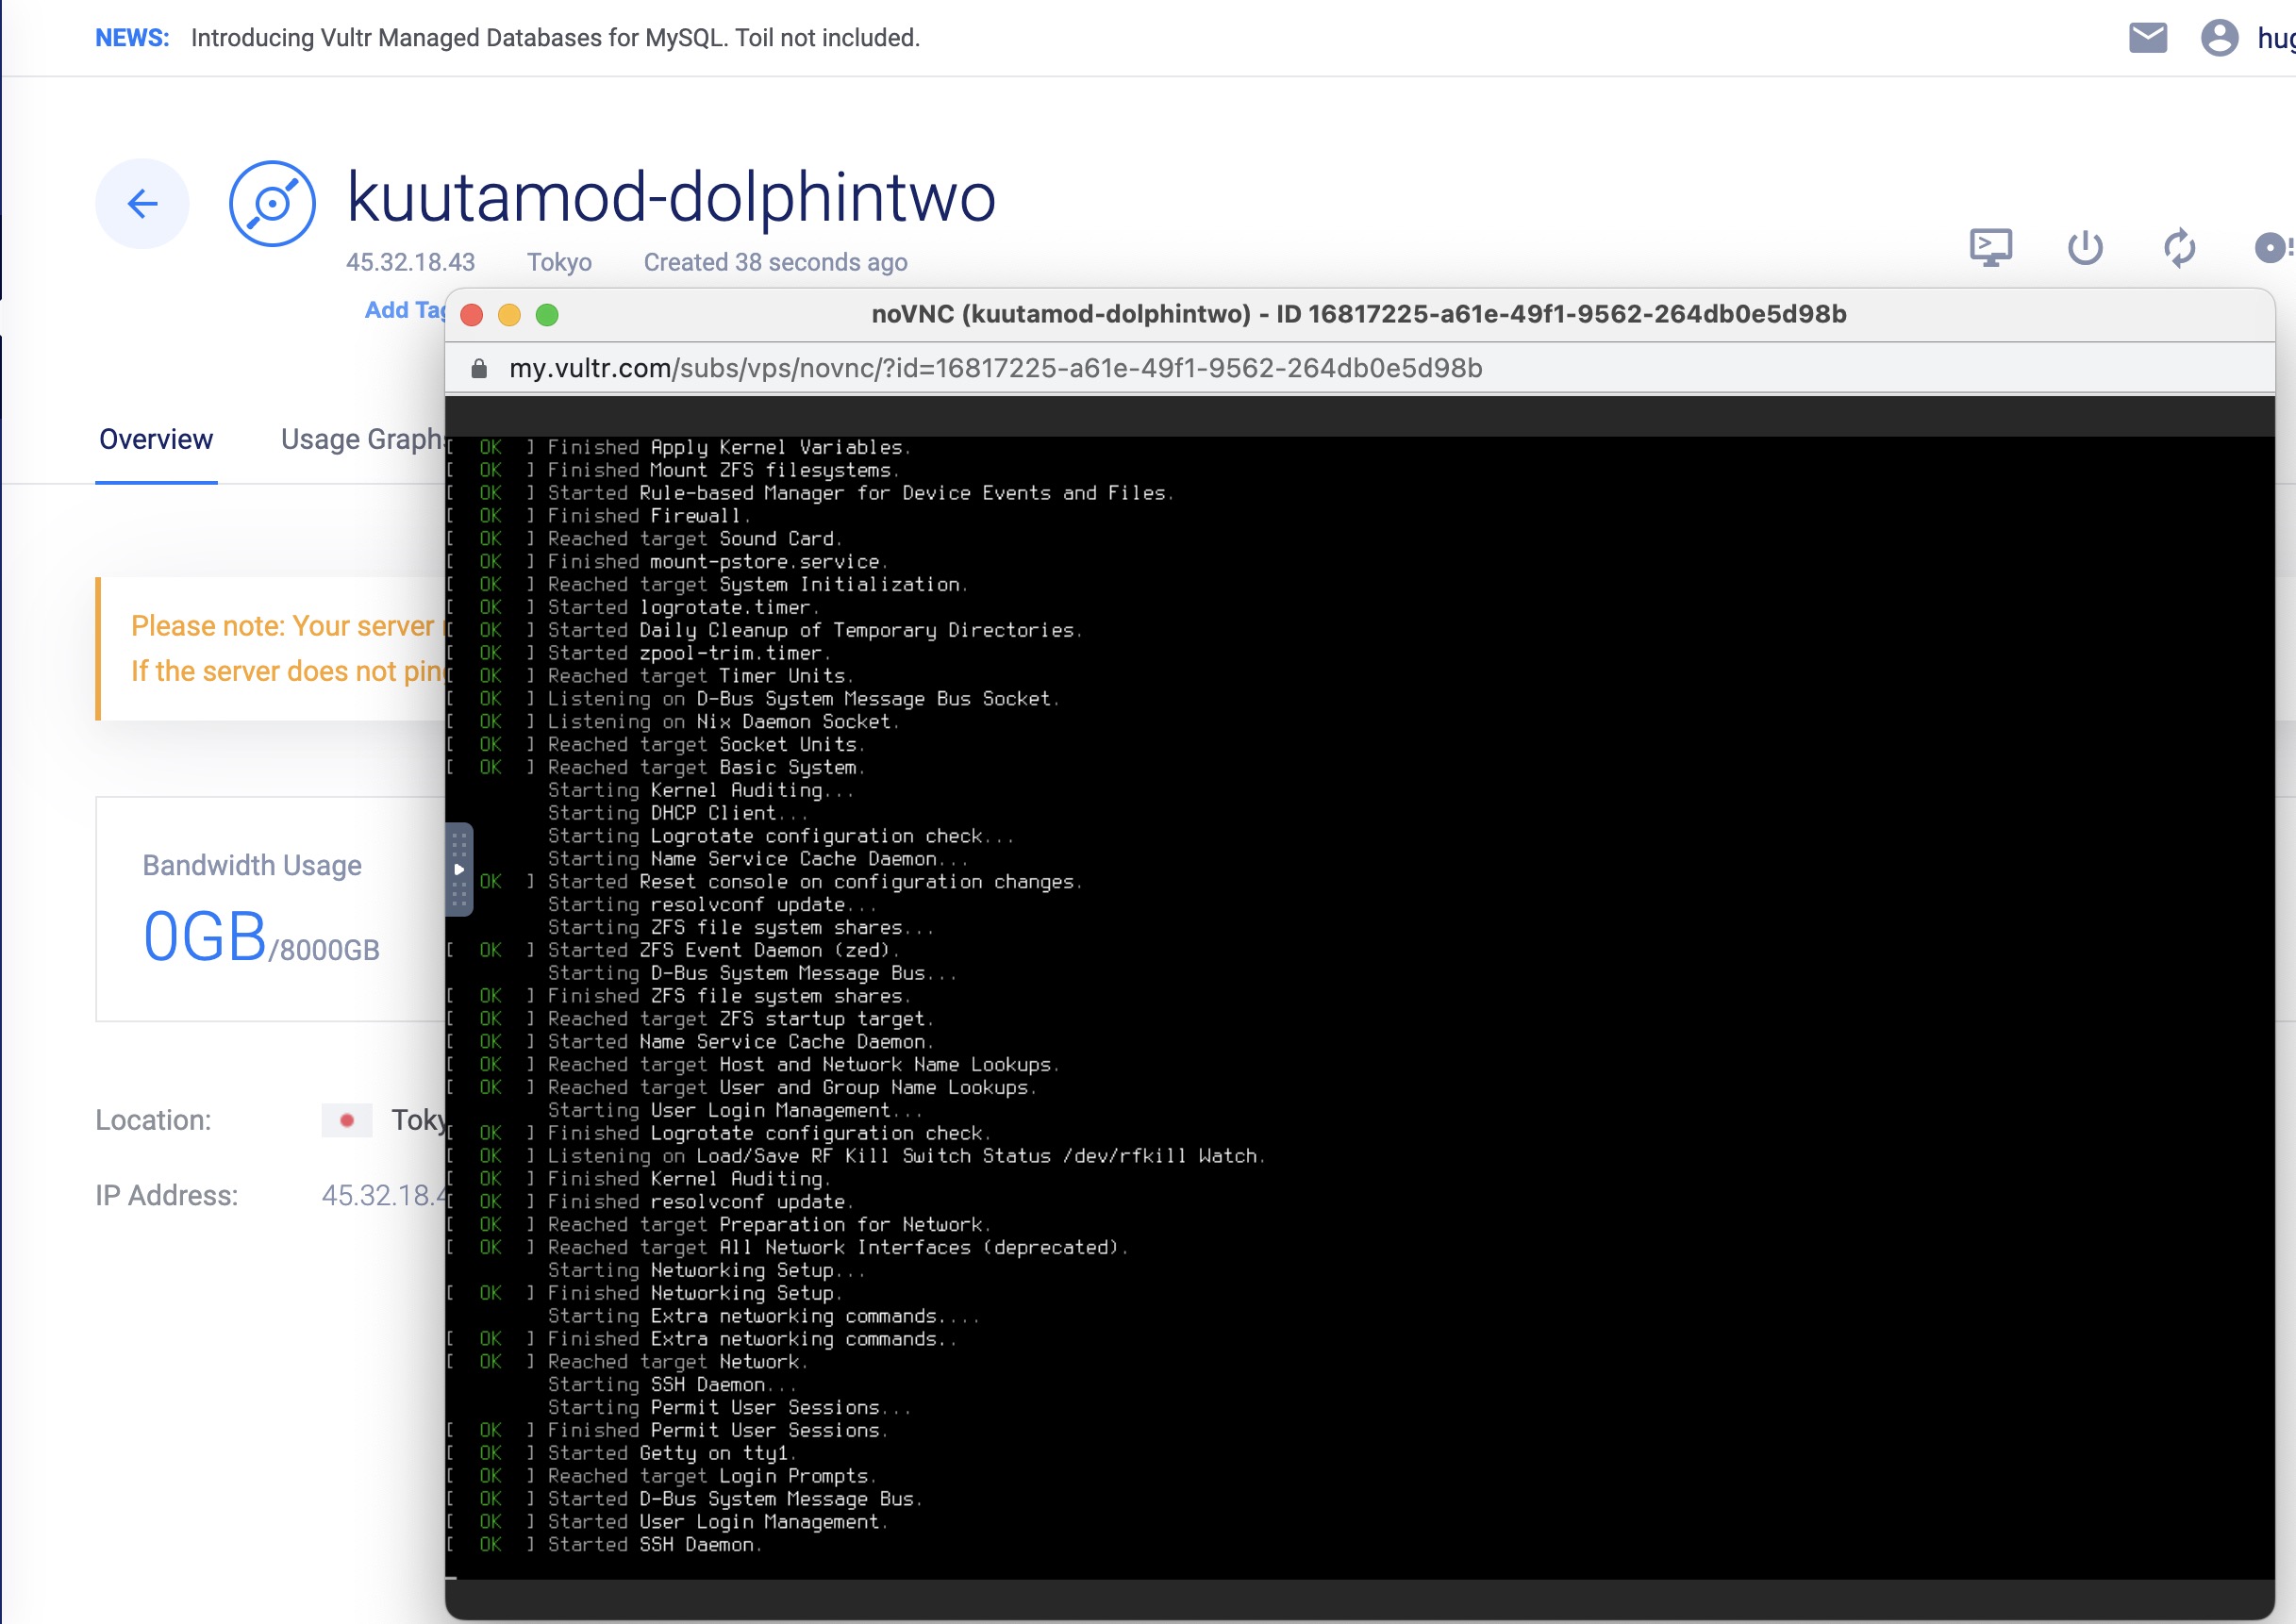 NEWS: Introducing Vultr Managed Databases for MySQL. Toil not included.
kuutamod-dolphintwo
45.32.18.43 Tokyo Created 38 seconds ago
Add
noVNC (kuutamod-dolphintwo) - ID 16817225-a61e-49f1-9562-264db0e5d98b
my.vultr.com/subs/vps/novnc/?id=16817225-a61e-49f1-9562-264db0e5d98b
Overview Usage Graphs
Please note: Your server
If the server does not ping
Bandwidth Usage
0GB/8000GB
Location:
IP Address: 45.32.18.4
[ OK ] Finished Apply Kernel Variables.
[ OK ] Finished Mount ZFS filesystems.
[ OK ] Started Rule-based Manager for Device Events and Files.
[ OK ] Finished Firewall.
[ OK ] Reached target Sound Card.
[ OK ] Finished mount-pstore.service.
[ OK ] Reached target System Initialization.
[ OK ] Started logrotate.timer.
[ OK ] Started Daily Cleanup of Temporary Directories.
[ OK ] Started zpool-trim.timer.
[ OK ] Reached target Timer Units.
[ OK ] Listening on D-Bus System Message Bus Socket.
[ OK ] Listening on Nix Daemon Socket.
[ OK ] Reached target Socket Units.
[ OK ] Reached target Basic System.
Starting Kernel Auditing...
Starting DHCP Client...
Starting Logrotate configuration check...
Starting Name Service Cache Daemon...
OK ] Started Reset console on configuration changes.
Starting resolvconf update...
Starting ZFS file system shares...
[ OK ] Started ZFS Event Daemon (zed).
Starting D-Bus System Message Bus...
[ OK ] Finished ZFS file system shares.
[ OK ] Reached target ZFS startup target.
[ OK ] Started Name Service Cache Daemon.
[ OK ] Reached target Host and Network Name Lookups.
[ OK ] Reached target User and Group Name Lookups.
Starting User Login Management...
[ OK ] Finished Logrotate configuration check.
[ OK ] Listening on Load/Save RF Kill Switch Status /dev/rfkill Watch.
[ OK ] Finished Kernel Auditing.
[ OK ] Finished resolvconf update.
[ OK ] Reached target Preparation for Network.
[ OK ] Reached target All Network Interfaces (deprecated).
Starting Networking Setup...
[ OK ] Finished Networking Setup.
Starting Extra networking commands....
[ OK ] Finished Extra networking commands..
[ OK ] Reached target Network.
Starting SSH Daemon...
Starting Permit User Sessions...
[ OK ] Finished Permit User Sessions.
[ OK ] Started Getty on tty1.
[ OK ] Reached target Login Prompts.
[ OK ] Started D-Bus System Message Bus.
[ OK ] Started User Login Management.
[ OK ] Started SSH Daemon.